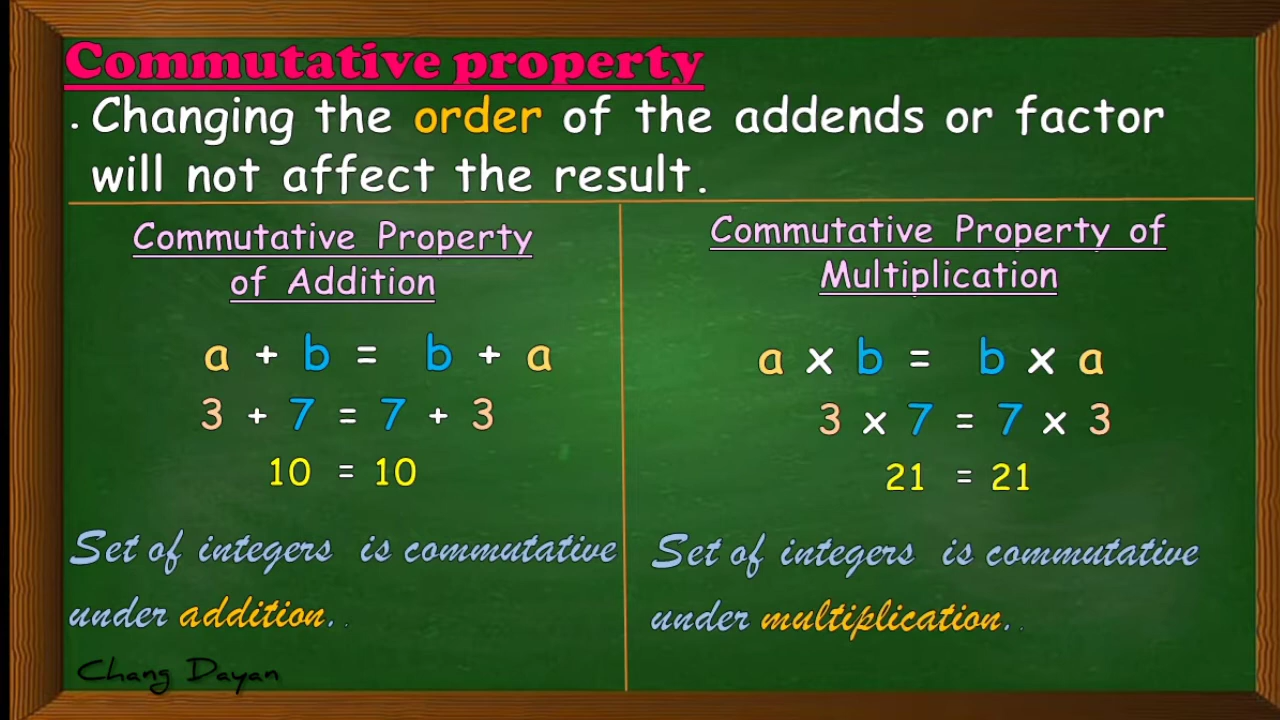 Commutative property
. Changing the order of the addends or factor
will not affect the result.
Commutative Property
of Addition
a + b = b + a
3 + 7 = 7 + 3
10 = 10
Set of integers is commutative
under addition. .
Commutative Property of
Multiplication
a x b = b x a
3 x 7 = 7 x 3
21 = 21
Set of integers is commutative
under multiplication. .
Chang Dayan